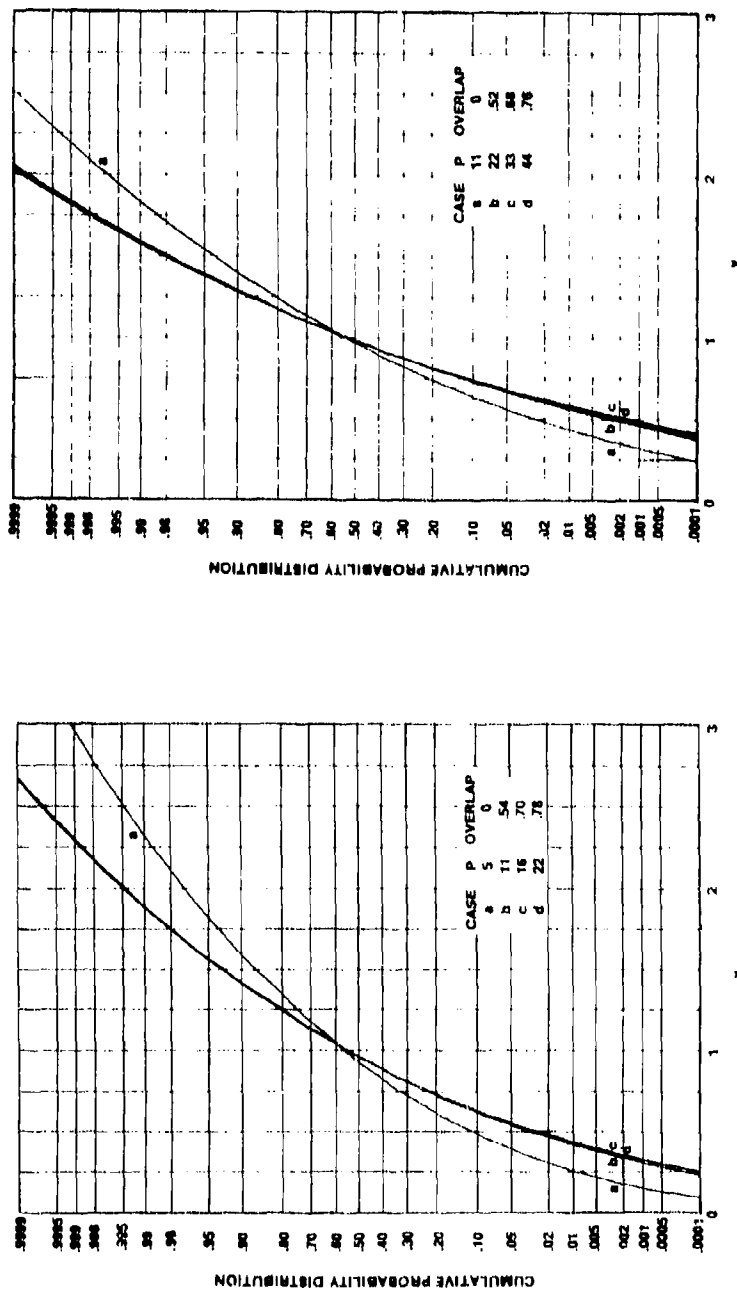 CUMULATIVE PROBABILITY DISTRIBUTION
.9999
.9995
.999
.998
.995
.99
.98
.95
.90
.80
.70
.60
.50
.40
.30
.20
.10
.05
.02
.01
.005
.002
.001
.0005
.0001
a
CASE P OVERLAP
a 5 0
b 11 .54
c 16 .70
d 22 .78
a b c
d
0 1 2 3
CUMULATIVE PROBABILITY DISTRIBUTION
.9999
.9995
.999
.998
.995
.99
.98
.95
.90
.80
.70
.60
.50
.40
.30
.20
.10
.05
.02
.01
.005
.002
.001
.0005
.0001
a
CASE P OVERLAP
a 11 0
b 22 .52
c 33 .68
d 44 .76
a b c
d
0 1 2 3